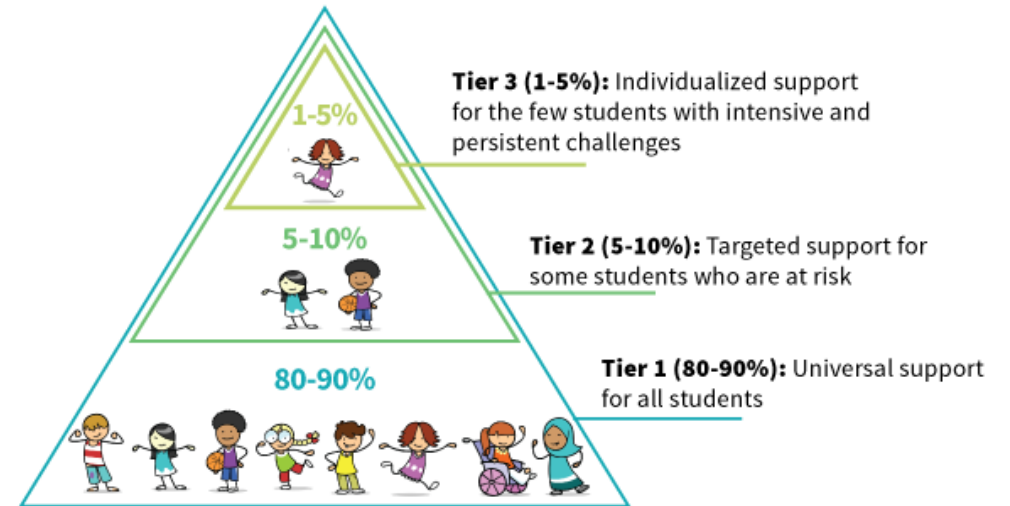 1-5%
Tier 3 (1-5%): Individualized support
for the few students with intensive and
persistent challenges
5-10%
Tier 2 (5-10%): Targeted support for
some students who are at risk
80-90%
Tier 1 (80-90%): Universal support
for all students